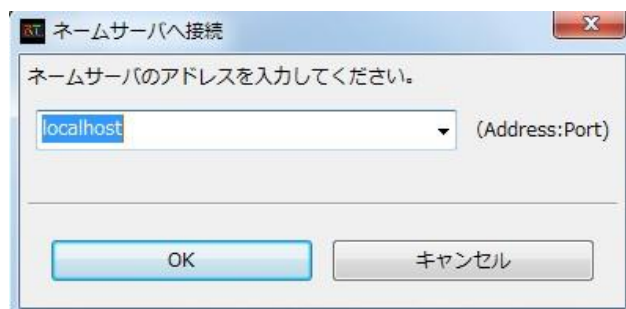 RT ネームサーバへ接続
ネームサーバのアドレスを入力してください。
localhost (Address:Port)
OK キャンセル